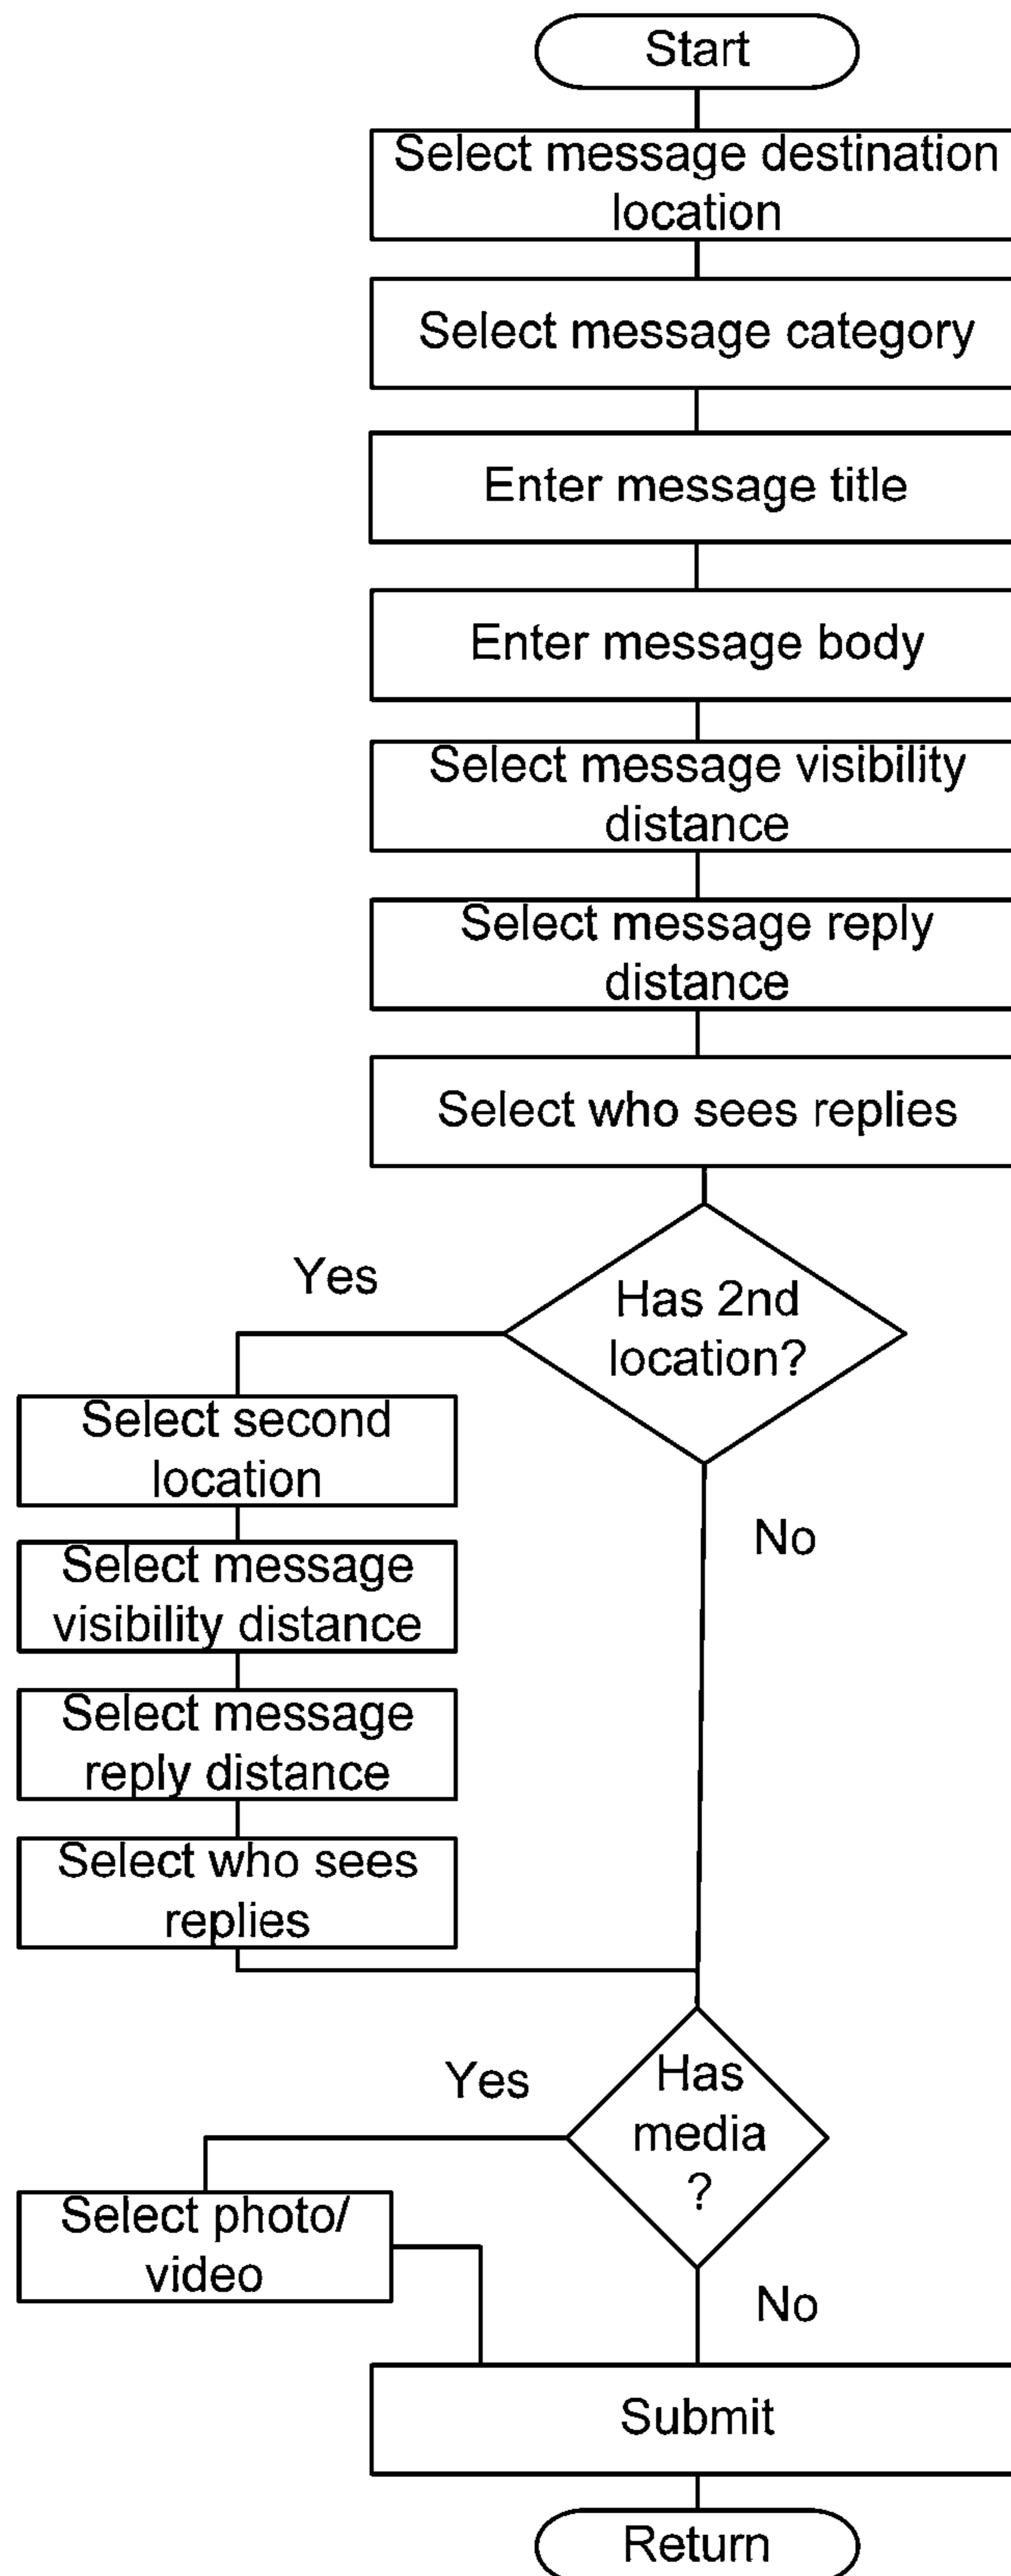 Start
Select message destination
location
Select message category
Enter message title
Enter message body
Select message visibility
distance
Select message reply
distance
Select who sees replies
Has 2nd
location?
Yes
Select second
location
Select message
visibility distance
Select message
reply distance
Select who sees
replies
No
Has
media
?
Yes
Select photo/
video
No
Submit
Return